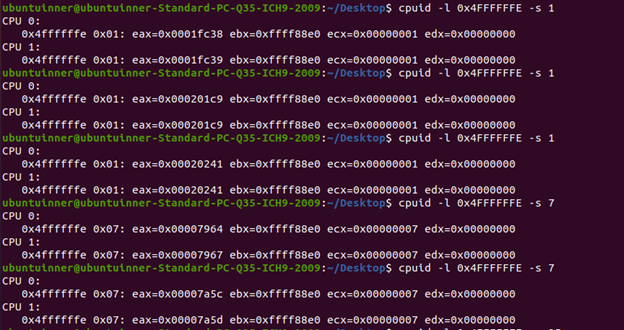 ubuntuinner@ubuntuinner-Standard-PC-Q35-ICH9-2009:~/Desktop$ cpuid -l 0x4FFFFFFE -s 1
CPU 0:
   0x4ffffffe 0x01: eax=0x0001fc38 ebx=0xffff88e0 ecx=0x00000001 edx=0x00000000
CPU 1:
   0x4ffffffe 0x01: eax=0x0001fc39 ebx=0xffff88e0 ecx=0x00000001 edx=0x00000000
ubuntuinner@ubuntuinner-Standard-PC-Q35-ICH9-2009:~/Desktop$ cpuid -l 0x4FFFFFFE -s 1
CPU 0:
   0x4ffffffe 0x01: eax=0x000201c9 ebx=0xffff88e0 ecx=0x00000001 edx=0x00000000
CPU 1:
   0x4ffffffe 0x01: eax=0x000201c9 ebx=0xffff88e0 ecx=0x00000001 edx=0x00000000
ubuntuinner@ubuntuinner-Standard-PC-Q35-ICH9-2009:~/Desktop$ cpuid -l 0x4FFFFFFE -s 1
CPU 0:
   0x4ffffffe 0x01: eax=0x00020241 ebx=0xffff88e0 ecx=0x00000001 edx=0x00000000
CPU 1:
   0x4ffffffe 0x01: eax=0x00020241 ebx=0xffff88e0 ecx=0x00000001 edx=0x00000000
ubuntuinner@ubuntuinner-Standard-PC-Q35-ICH9-2009:~/Desktop$ cpuid -l 0x4FFFFFFE -s 7
CPU 0:
   0x4ffffffe 0x07: eax=0x00007964 ebx=0xffff88e0 ecx=0x00000007 edx=0x00000000
CPU 1:
   0x4ffffffe 0x07: eax=0x00007967 ebx=0xffff88e0 ecx=0x00000007 edx=0x00000000
ubuntuinner@ubuntuinner-Standard-PC-Q35-ICH9-2009:~/Desktop$ cpuid -l 0x4FFFFFFE -s 7
CPU 0:
   0x4ffffffe 0x07: eax=0x00007a5c ebx=0xffff88e0 ecx=0x00000007 edx=0x00000000
CPU 1:
   0x4ffffffe 0x07: eax=0x00007a5d ebx=0xffff88e0 ecx=0x00000007 edx=0x00000000